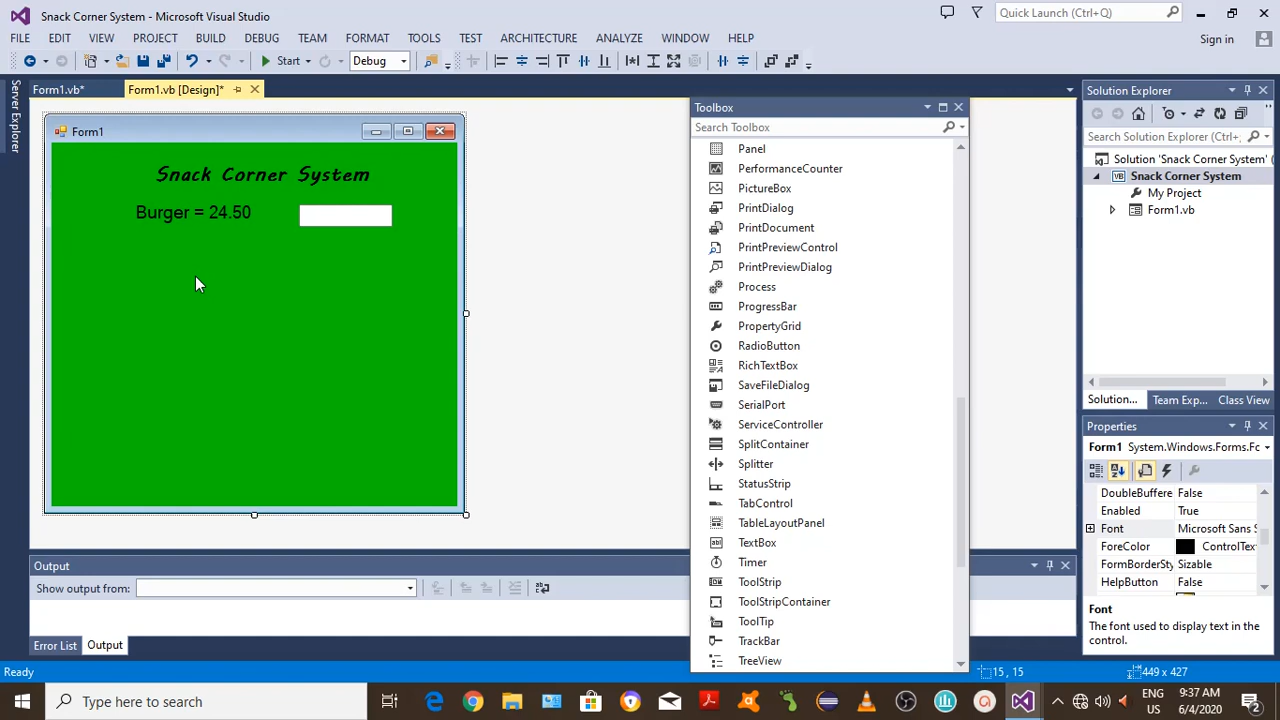 Snack Corner System - Microsoft Visual Studio
Quick Launch (Ctrl+Q)
FILE EDIT VIEW PROJECT BUILD DEBUG TEAM FORMAT TOOLS TEST ARCHITECTURE ANALYZE WINDOW HELP
Sign in
Start Debug
Server Explorer
Form1.vb*
Form1.vb [Design]*
Form1
Snack Corner System
Burger = 24.50
Toolbox
Search Toolbox
Panel
PerformanceCounter
PictureBox
PrintDialog
PrintDocument
PrintPreviewControl
PrintPreviewDialog
Process
ProgressBar
PropertyGrid
RadioButton
RichTextBox
SaveFileDialog
SerialPort
ServiceController
SplitContainer
Splitter
StatusStrip
TabControl
TableLayoutPanel
TextBox
Timer
ToolStrip
ToolStripContainer
ToolTip
TrackBar
TreeView
Solution Explorer
Search Solution Explorer (Ctrl+
Solution 'Snack Corner System' (
Snack Corner System
My Project
Form1.vb
Solution... Team Exp... Class View
Properties
Form1 System.Windows.Forms.Fc
DoubleBuffere False
Enabled True
Font Microsoft Sans S
ForeColor ControlText
FormBorderSty Sizable
HelpButton False
Font
The font used to display text in the control.
Output
Show output from:
Error List Output
Ready
15 , 15
449 x 427
Type here to search
ENG
US
9:37 AM
6/4/2020